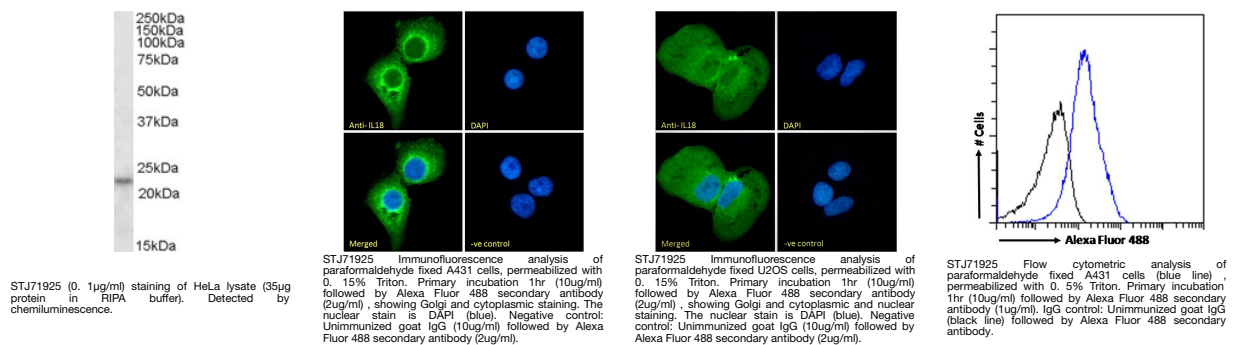 250kDa
150kDa
100kDa
75kDa
50kDa
37kDa
25kDa
20kDa
15kDa
STJ71925 (0. 1µg/ml) staining of HeLa lysate (35µg
protein in RIPA buffer). Detected by
chemiluminescence.
Anti- IL18
DAPI
Merged
-ve control
STJ71925 Immunofluorescence analysis of
paraformaldehyde fixed A431 cells, permeabilized with
0. 15% Triton. Primary incubation 1hr (10ug/ml)
followed by Alexa Fluor 488 secondary antibody
(2ug/ml) , showing Golgi and cytoplasmic staining. The
nuclear stain is DAPI (blue). Negative control:
Unimmunized goat IgG (10ug/ml) followed by Alexa
Fluor 488 secondary antibody (2ug/ml).
Anti- IL18
DAPI
Merged
-ve control
STJ71925 Immunofluorescence analysis of
paraformaldehyde fixed U2OS cells, permeabilized with
0. 15% Triton. Primary incubation 1hr (10ug/ml)
followed by Alexa Fluor 488 secondary antibody
(2ug/ml) , showing Golgi and cytoplasmic and nuclear
staining. The nuclear stain is DAPI (blue). Negative
control: Unimmunized goat IgG (10ug/ml) followed by
Alexa Fluor 488 secondary antibody (2ug/ml).
# Cells
Alexa Fluor 488
STJ71925 Flow cytometric analysis of
paraformaldehyde fixed A431 cells (blue line) ,
permeabilized with 0. 5% Triton. Primary incubation
1hr (10ug/ml) followed by Alexa Fluor 488 secondary
antibody (1ug/ml). IgG control: Unimmunized goat IgG
(black line) followed by Alexa Fluor 488 secondary
antibody.